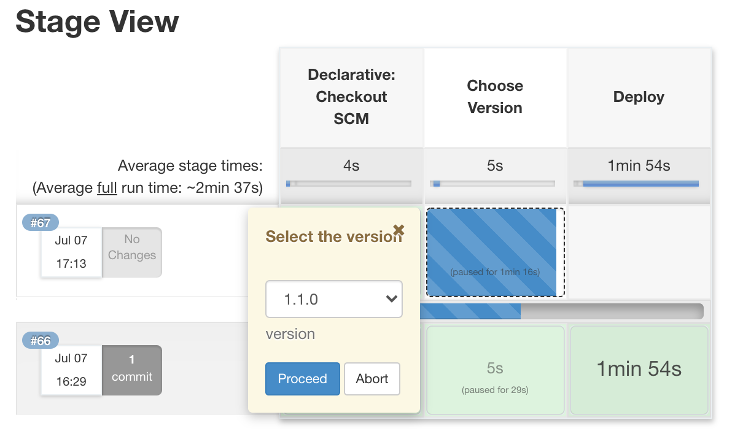 Stage View
Declarative:
Checkout
SCM
Choose
Version
Deploy
Average stage times:
(Average full run time: ~2min 37s)
4s
5s
1min 54s
#67
Jul 07
17:13
No
Changes
Select the version
1.1.0
version
Proceed
Abort
(paused for 1min 16s)
#66
Jul 07
16:29
1
commit
5s
(paused for 29s)
1min 54s